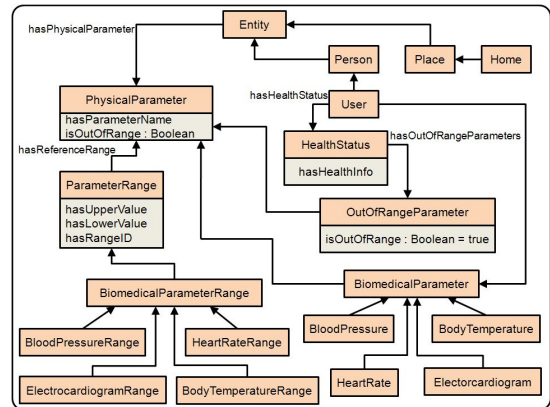 Entity
hasPhysicalParameter
Person
Place
Home
hasHealthStatus
User
PhysicalParameter
hasParameterName
isOutOfRange : Boolean
HealthStatus
hasHealthInfo
hasOutOfRangeParameters
hasReferenceRange
ParameterRange
hasUpperValue
hasLowerValue
hasRangeID
OutOfRangeParameter
isOutOfRange : Boolean = true
BiomedicalParameterRange
BiomedicalParameter
BloodPressureRange
HeartRateRange
BloodPressure
BodyTemperature
ElectrocardiogramRange
BodyTemperatureRange
HeartRate
Electorcardiogram